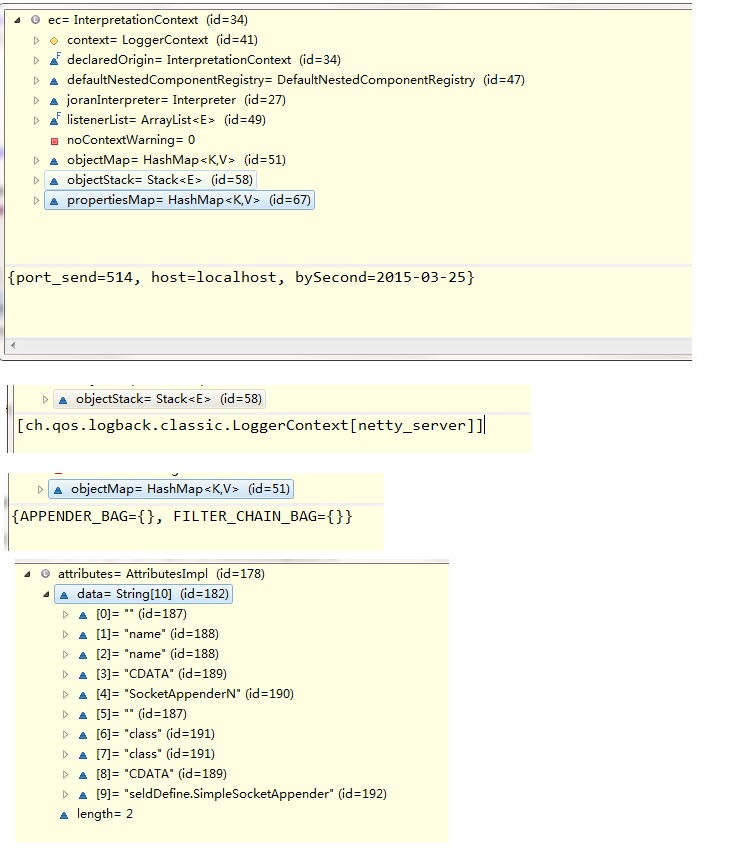 ec= InterpretationContext (id=34)
context= LoggerContext (id=41)
F declaredOrigin= InterpretationContext (id=34)
defaultNestedComponentRegistry= DefaultNestedComponentRegistry (id=47)
joranInterpreter= Interpreter (id=27)
F listenerList= ArrayList<E> (id=49)
noContextWarning= 0
objectMap= HashMap<K,V> (id=51)
objectStack= Stack<E> (id=58)
propertiesMap= HashMap<K,V> (id=67)
{port_send=514, host=localhost, bySecond=2015-03-25}
objectStack= Stack<E> (id=58)
[ch.qos.logback.classic.LoggerContext[netty_server]]
objectMap= HashMap<K,V> (id=51)
{APPENDER_BAG={}, FILTER_CHAIN_BAG={}}
attributes= AttributesImpl (id=178)
data= String[10] (id=182)
[0]= "" (id=187)
[1]= "name" (id=188)
[2]= "name" (id=188)
[3]= "CDATA" (id=189)
[4]= "SocketAppenderN" (id=190)
[5]= "" (id=187)
[6]= "class" (id=191)
[7]= "class" (id=191)
[8]= "CDATA" (id=189)
[9]= "seldDefine.SimpleSocketAppender" (id=192)
length= 2